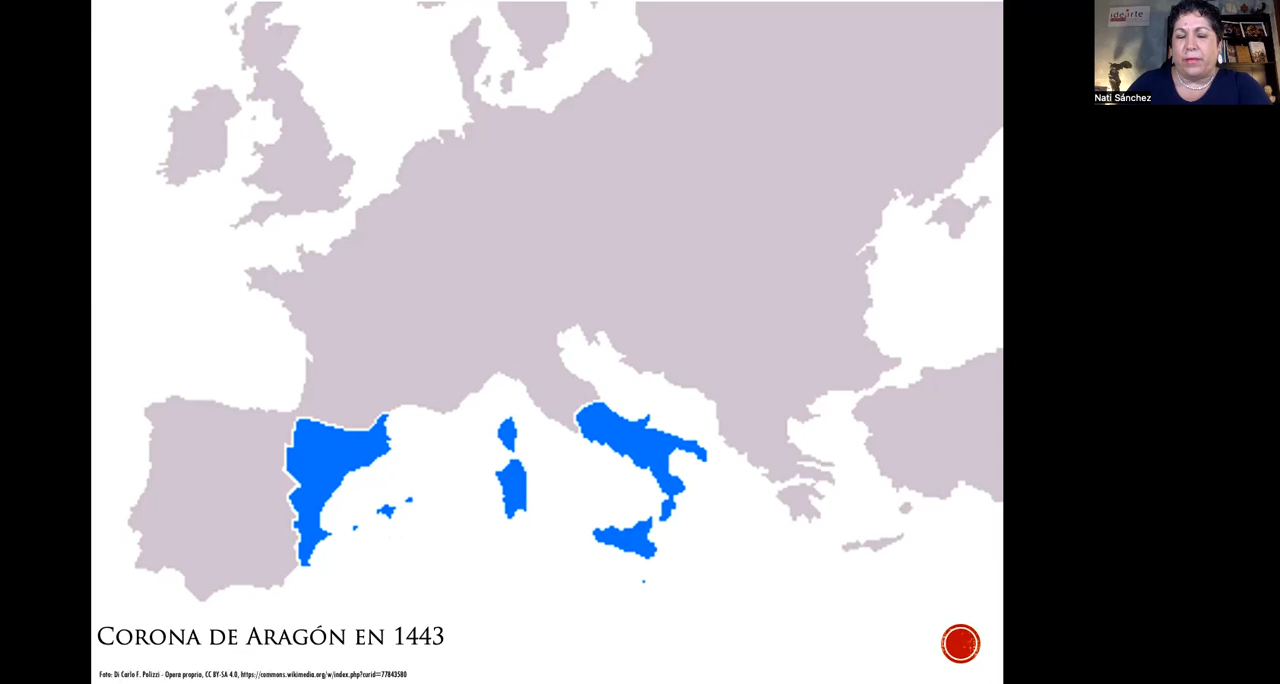 idearte
Nati Sánchez
Corona de Aragón en 1443
Foto: Di Carlo F. Polizzi - Opera propria, CC BY-SA 4.0, https://commons.wikimedia.org/w/index.php?curid=77843580